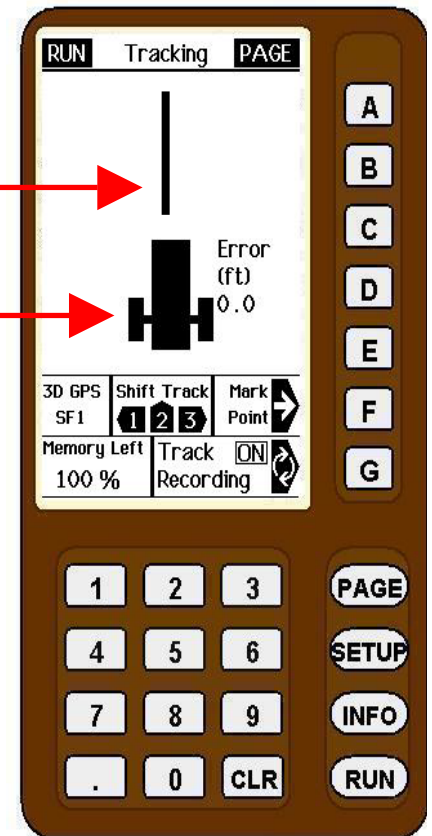 RUN Tracking PAGE
Error
(ft)
0.0
3D GPS
SF1
Shift Track
1 2 3
Mark
Point
Memory Left
100 %
Track ON
Recording
A
B
C
D
E
F
G
1 2 3
4 5 6
7 8 9
. 0 CLR
PAGE
SETUP
INFO
RUN